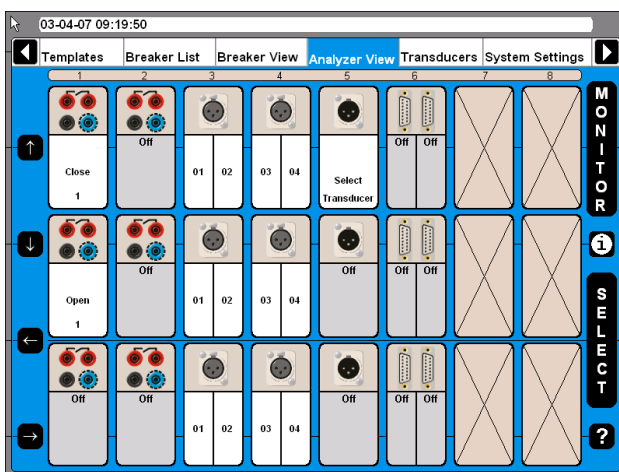 03-04-07 09:19:50
Templates Breaker List Breaker View Analyzer View Transducers System Settings
1 2 3 4 5 6 7 8
Off Off Off
Close 1 01 02 03 04 Select Transducer
Off Off Off Off
Open 1 01 02 03 04
Off Off Off Off Off
01 02 03 04
MONITOR
i
SELECT
?